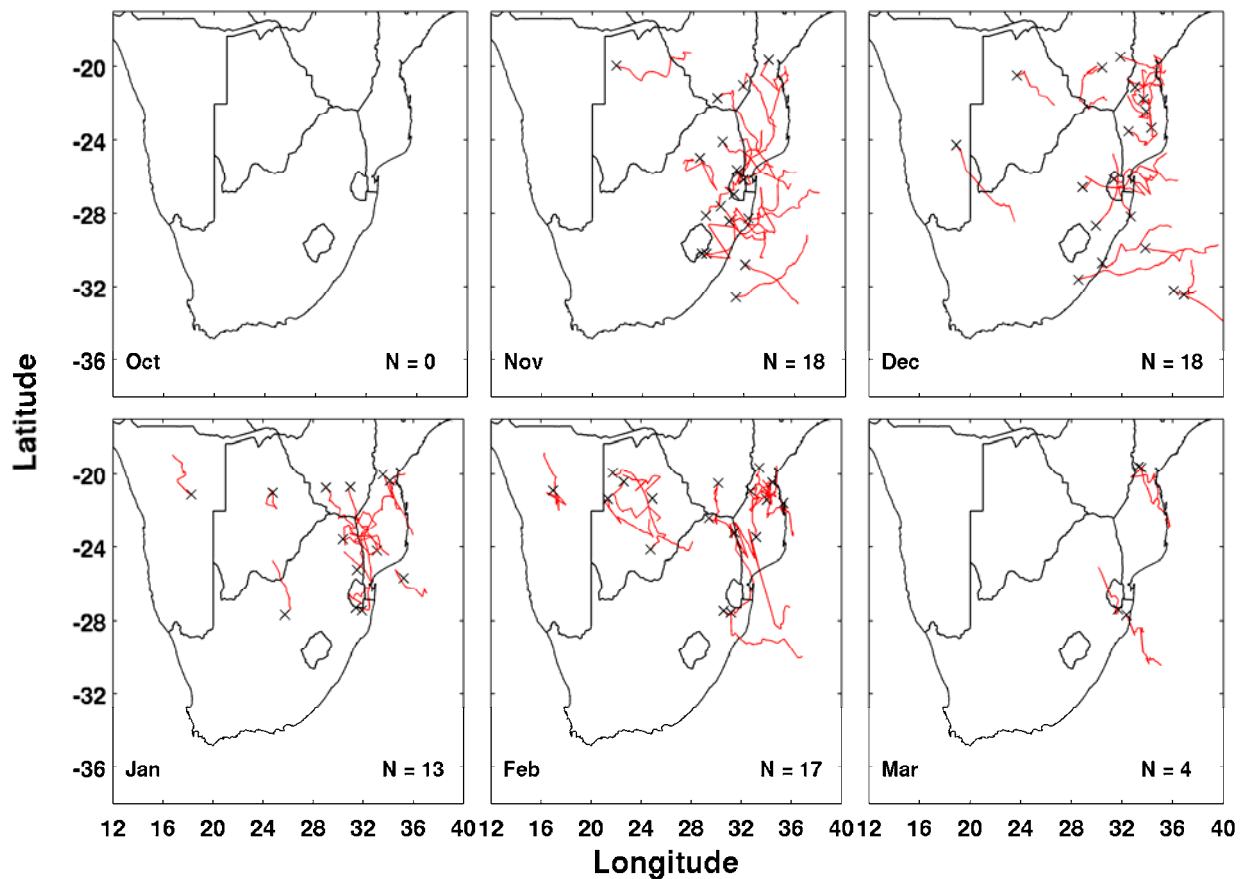 -20
-24
-28
-32
-36
Oct N = 0
Nov N = 18
Dec N = 18
Latitude
-20
-24
-28
-32
-36
Jan N = 13
Feb N = 17
Mar N = 4
12 16 20 24 28 32 36 40 12 16 20 24 28 32 36 40 12 16 20 24 28 32 36 40
Longitude